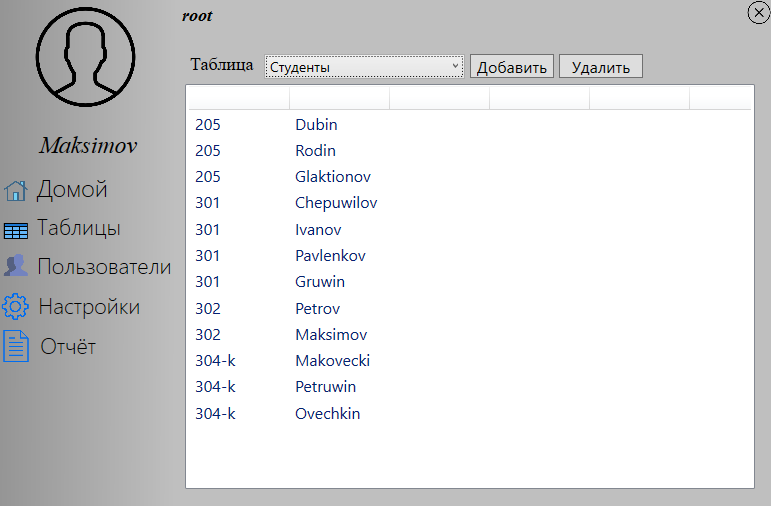 root
Maksimov
Домой
Таблицы
Пользователи
Настройки
Отчёт
Таблица Студенты Добавить Удалить
205 Dubin
205 Rodin
205 Glaktionov
301 Chepuwilov
301 Ivanov
301 Pavlenkov
301 Gruwin
302 Petrov
302 Maksimov
304-k Makovecki
304-k Petruwin
304-k Ovechkin